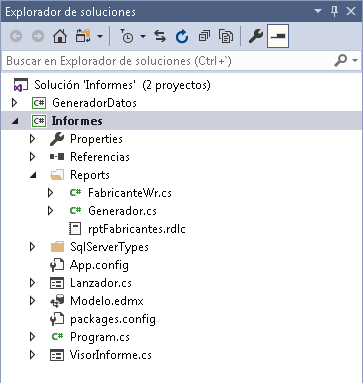 Explorador de soluciones
Buscar en Explorador de soluciones (Ctrl+`)
Solución 'Informes' (2 proyectos)
C# GeneradorDatos
C# Informes
Properties
Referencias
Reports
C# FabricanteWr.cs
C# Generador.cs
rptFabricantes.rdlc
SqlServerTypes
App.config
Lanzador.cs
Modelo.edmx
packages.config
C# Program.cs
VisorInforme.cs